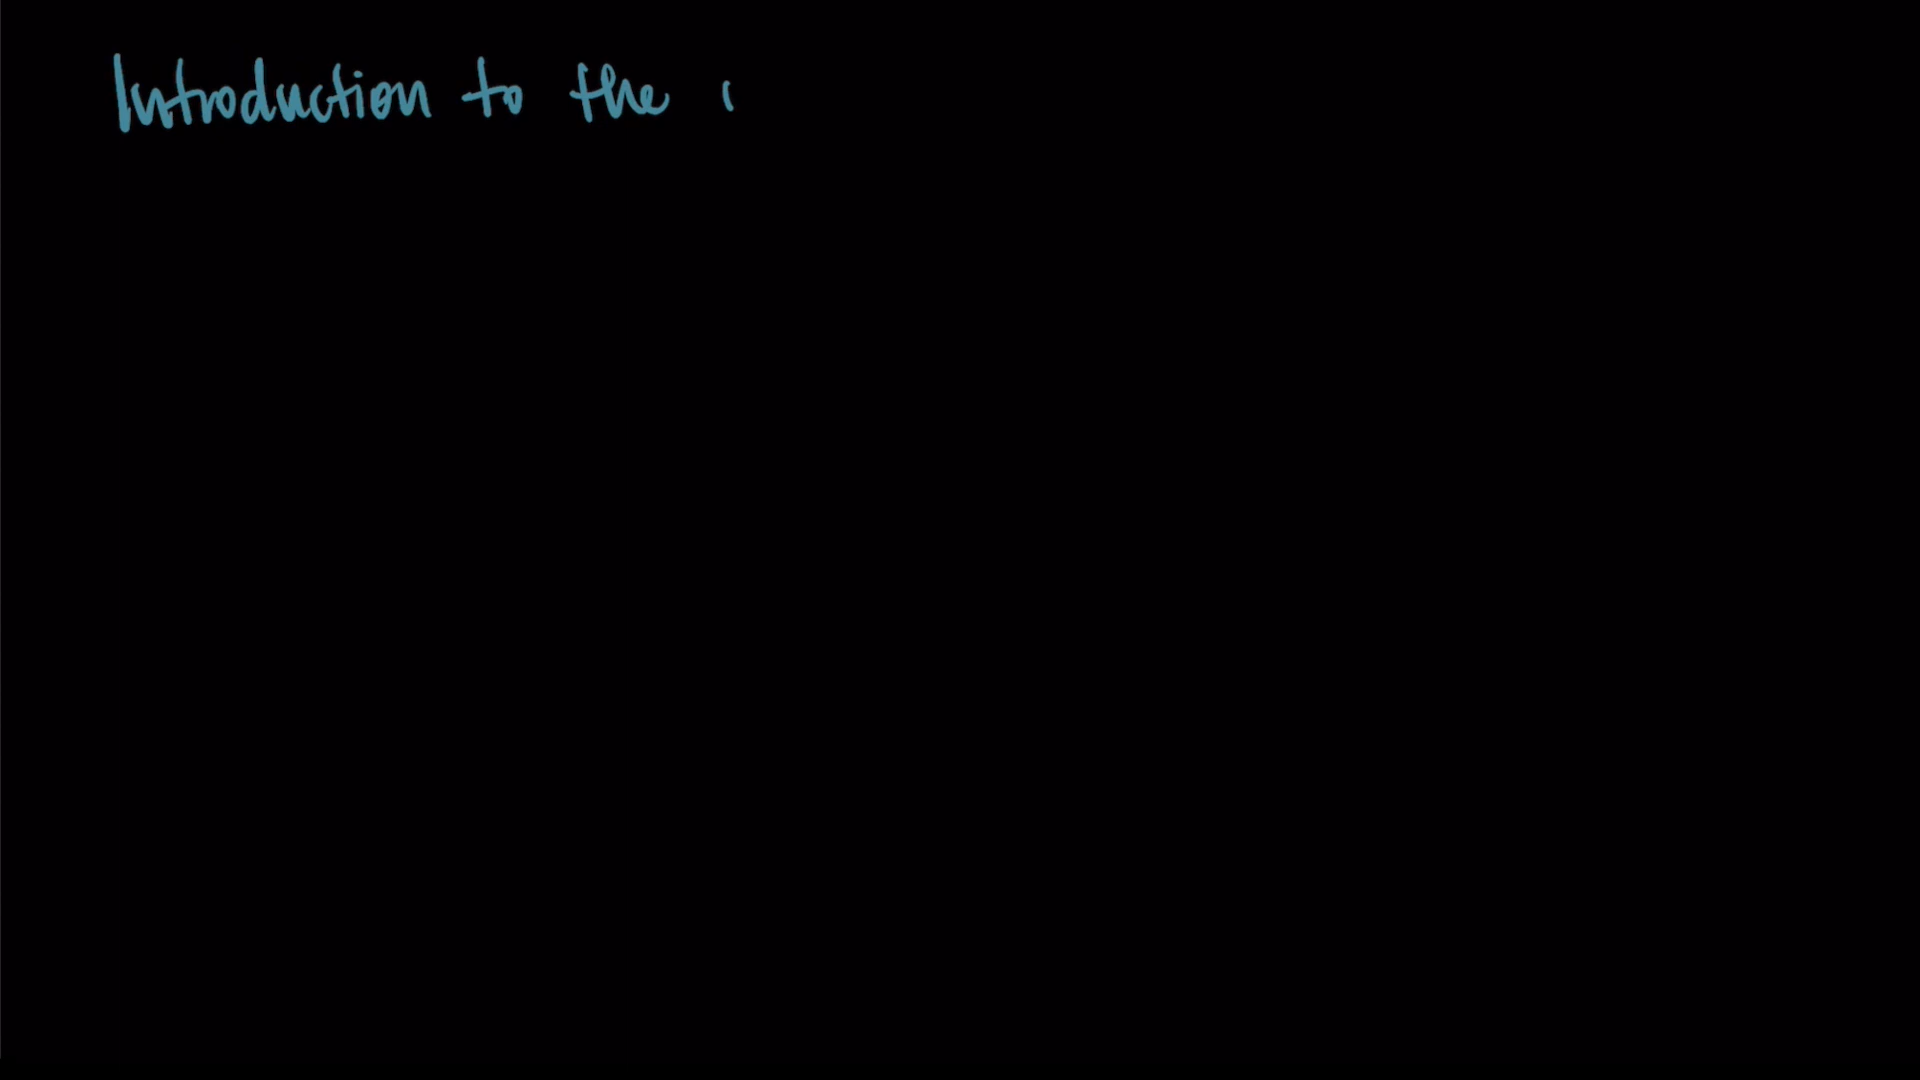 Introduction to the